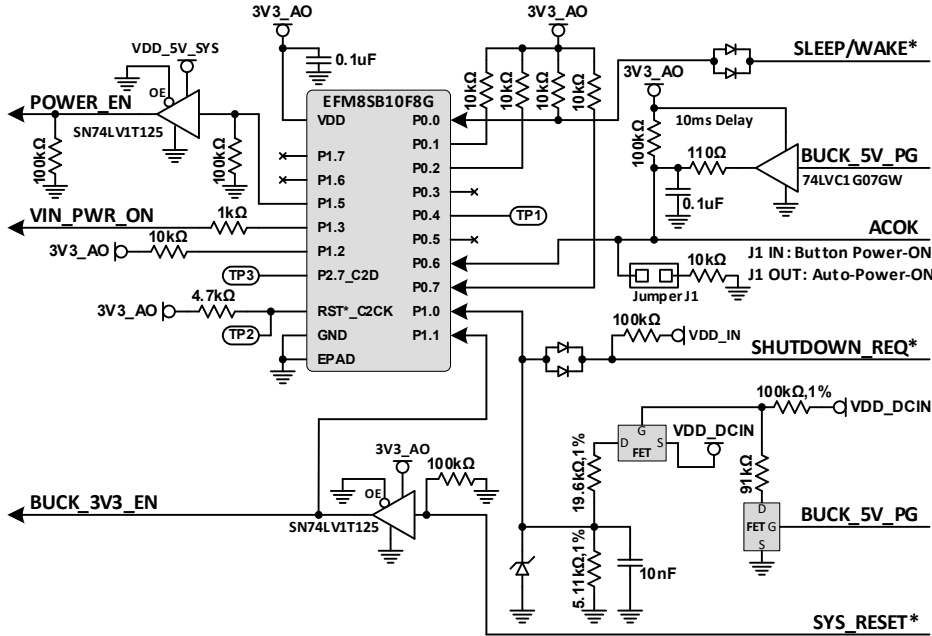 3V3_AO
3V3_AO
VDD_5V_SYS
0.1uF
SLEEP/WAKE*
3V3_AO
10kΩ
10kΩ
10kΩ
10kΩ
OE
POWER_EN
SN74LV1T125
100kΩ
100kΩ
EFM8SB10F8G
VDD
P1.7
P1.6
P1.5
P1.3
P1.2
P2.7_C2D
RST*_C2CK
GND
EPAD
P0.0
P0.1
P0.2
P0.3
P0.4
P0.5
P0.6
P0.7
P1.0
P1.1
TP1
100kΩ
10ms Delay
110Ω
BUCK_5V_PG
74LVC1G07GW
0.1uF
VIN_PWR_ON
1kΩ
3V3_AO
10kΩ
TP3
3V3_AO
4.7kΩ
TP2
ACOK
J1 IN: Button Power-ON
J1 OUT: Auto-Power-ON
10kΩ
Jumper J1
100kΩ
VDD_IN
SHUTDOWN_REQ*
100kΩ,1%
VDD_DCIN
G
D
S
FET
VDD_DCIN
19.6kΩ,1%
91kΩ
D
FET G
S
BUCK_5V_PG
3V3_AO
100kΩ
OE
BUCK_3V3_EN
SN74LV1T125
5.11kΩ,1%
10nF
SYS_RESET*